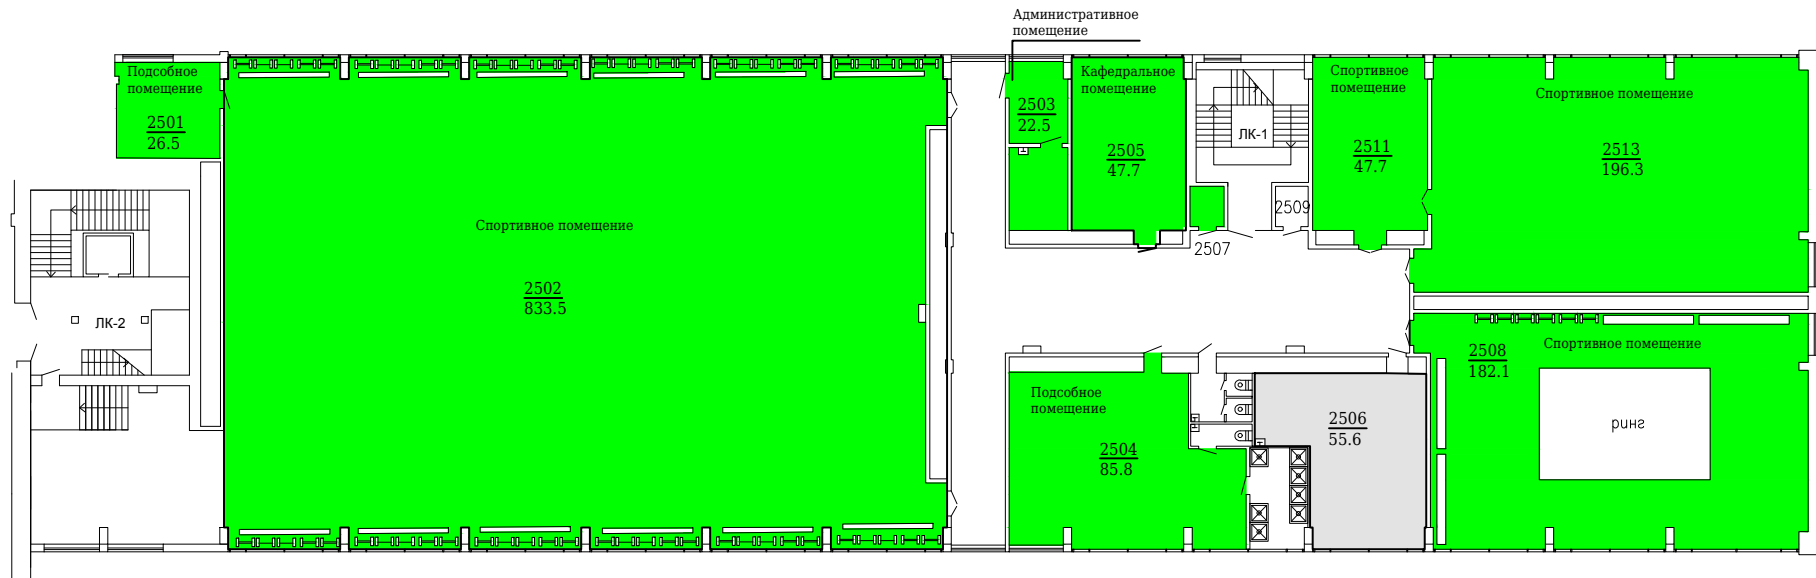 Административное
помещение
Подсобное
помещение
2501
26.5
Спортивное помещение
2502
833.5
ЛК-2
2503
22.5
Кафедральное
помещение
2505
47.7
ЛК-1
2507
2509
Спортивное
помещение
2511
47.7
Спортивное помещение
2513
196.3
Подсобное
помещение
2504
85.8
2506
55.6
2508
182.1
Спортивное помещение
ринг